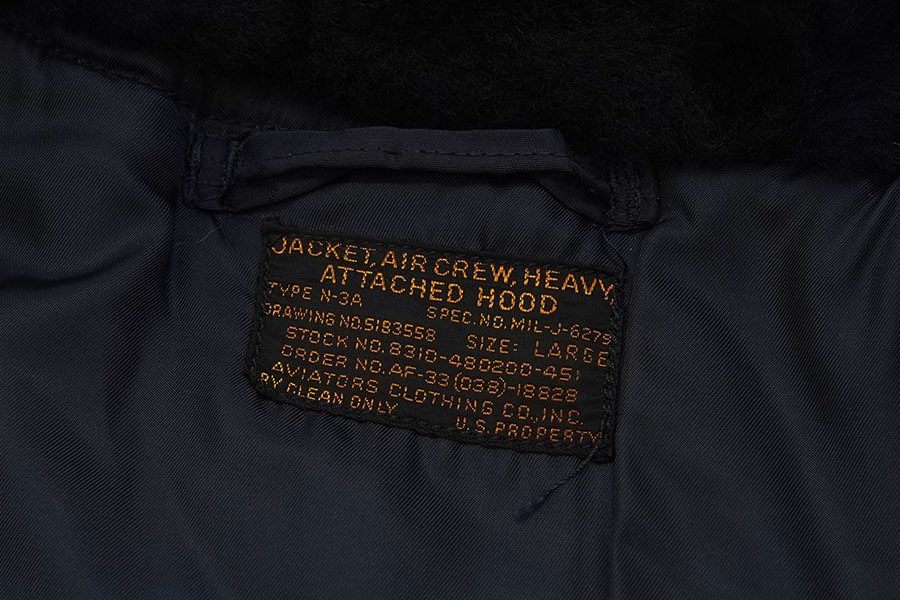 JACKET, AIR CREW, HEAVY,
ATTACHED HOOD
TYPE N-3A SPEC. NO. MIL-J-6279
DRAWING NO. 5183558 SIZE: LARGE
STOCK NO. 8310-480200-451
ORDER NO. AF-33(038)-18828
AVIATORS CLOTHING CO., INC.
RY CLEAN ONLY U.S. PROPERTY